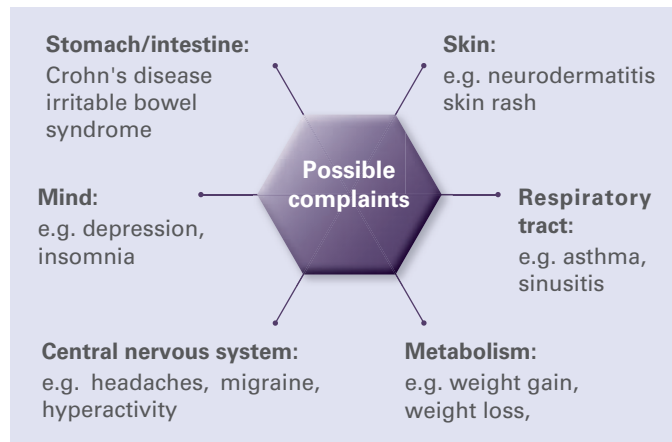 Stomach/intestine:
Crohn's disease
irritable bowel
syndrome
Skin:
e.g. neurodermatitis
skin rash
Possible
complaints
Mind:
e.g. depression,
insomnia
Respiratory
tract:
e.g. asthma,
sinusitis
Central nervous system:
e.g. headaches, migraine,
hyperactivity
Metabolism:
e.g. weight gain,
weight loss,